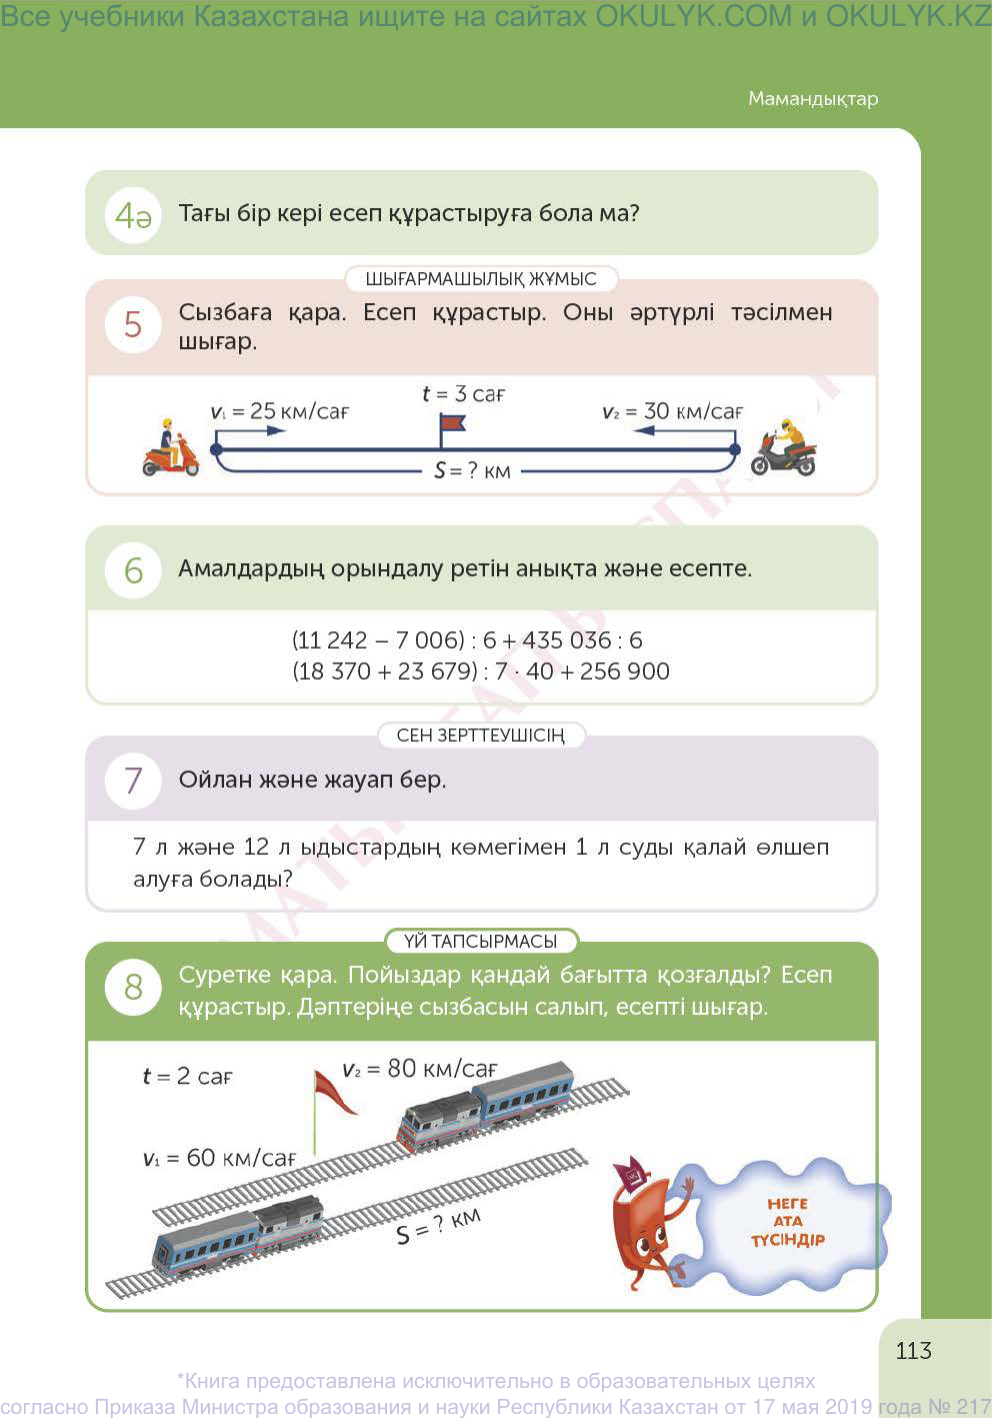 Все учебники Казахстана ищите на сайтах OKULYK.COM и OKULYK.KZ
Мамандықтар
4ә Тағы бір кері есеп құрастыруға бола ма?
ШЫҒАРМАШЫЛЫҚ ЖҰМЫС
5 Сызбаға қара. Есеп құрастыр. Оны әртүрлі тәсілмен
шығар.
t = 3 сағ
v₁ = 25 км/сағ v₂ = 30 км/сағ
S = ? км
6 Амалдардың орындалу ретін анықта және есепте.
(11 242 – 7 006) : 6 + 435 036 : 6
(18 370 + 23 679) : 7 · 40 + 256 900
СЕН ЗЕРТТЕУШІСІҢ
7 Ойлан және жауап бер.
7 л және 12 л ыдыстардың көмегімен 1 л суды қалай өлшеп
алуға болады?
ҮЙ ТАПСЫРМАСЫ
8 Суретке қара. Пойыздар қандай бағытта қозғалды? Есеп
құрастыр. Дәптеріңе сызбасын салып, есепті шығар.
t = 2 сағ
v₂ = 80 км/сағ
v₁ = 60 км/сағ
S = ? км
НЕГЕ
АТА
ТҮСІНДІР
113
*Книга предоставлена исключительно в образовательных целях
согласно Приказа Министра образования и науки Республики Казахстан от 17 мая 2019 года № 217